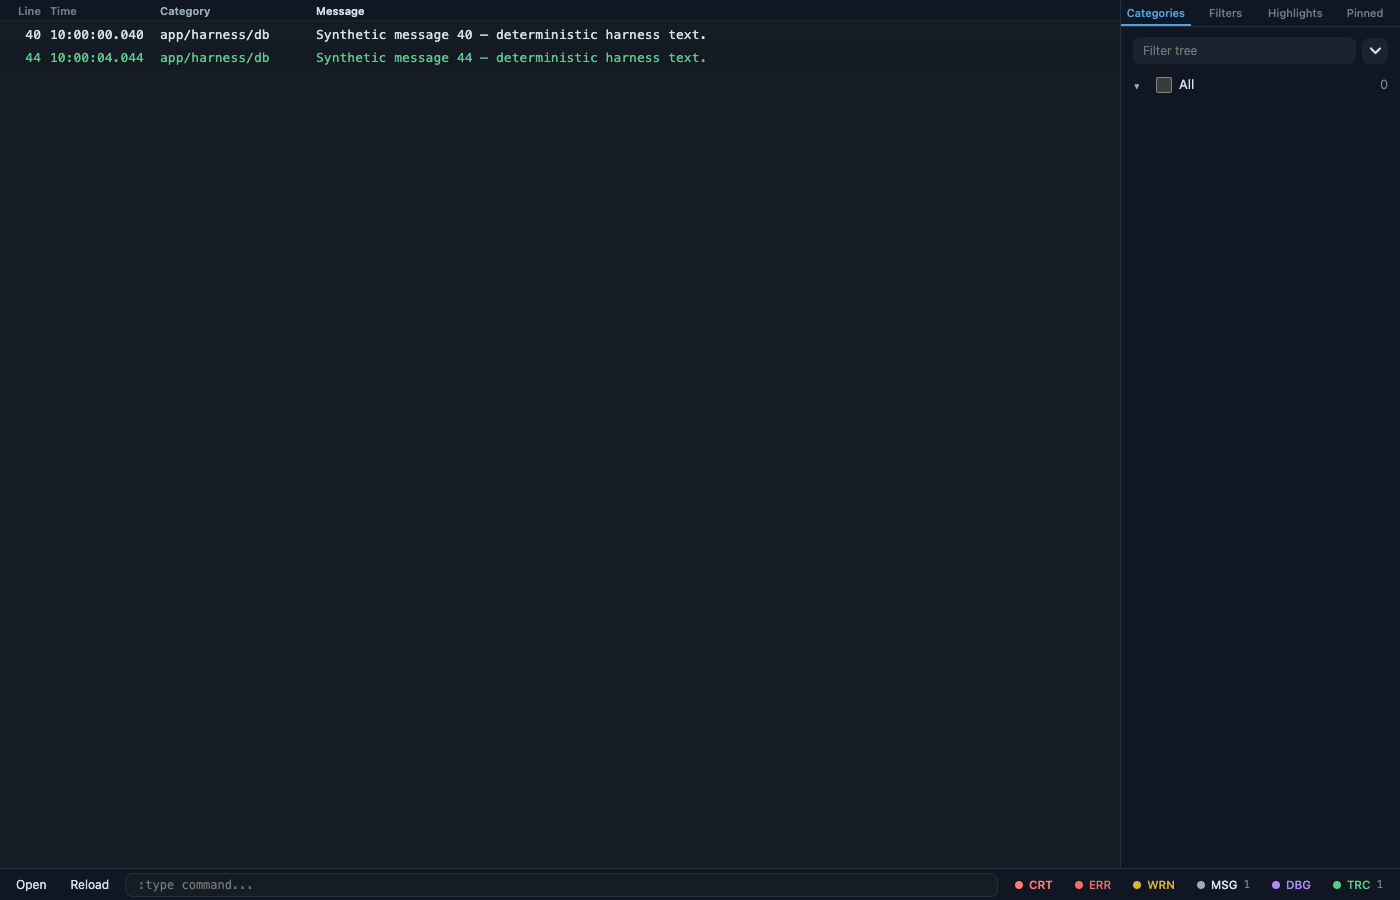 Line Time Category Message
40 10:00:00.040 app/harness/db Synthetic message 40 — deterministic harness text.
44 10:00:04.044 app/harness/db Synthetic message 44 — deterministic harness text.
Categories Filters Highlights Pinned
Filter tree
All 0
Open Reload :type command... CRT ERR WRN MSG 1 DBG TRC 1